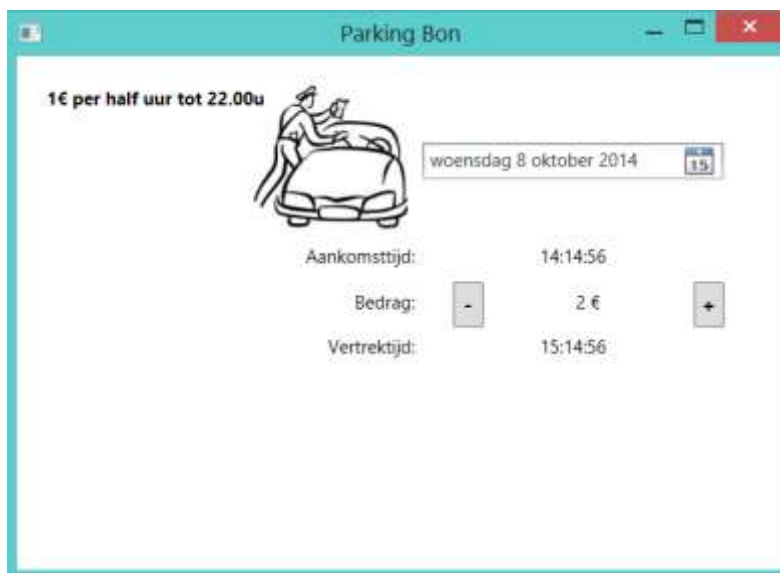 Parking Bon
1€ per half uur tot 22.00u
woensdag 8 oktober 2014
15
Aankomsttijd: 14:14:56
Bedrag: - 2 € +
Vertrektijd: 15:14:56